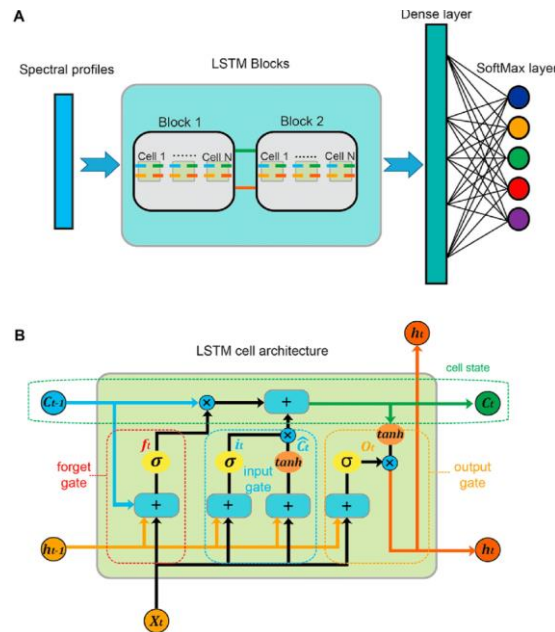 A
Dense layer
LSTM Blocks
Spectral profiles
SoftMax layer
Block 1
Block 2
Cell 1 ...... Cell N
Cell 1 ...... Cell N
B
hₜ
LSTM cell architecture
cell state
Cₜ₋₁
×
+
Cₜ
tanh
fₜ
iₜ
Ĉₜ
Oₜ
×
σ
σ
tanh
σ
×
forget
gate
input
gate
output
gate
+
+
+
+
hₜ₋₁
hₜ
Xₜ